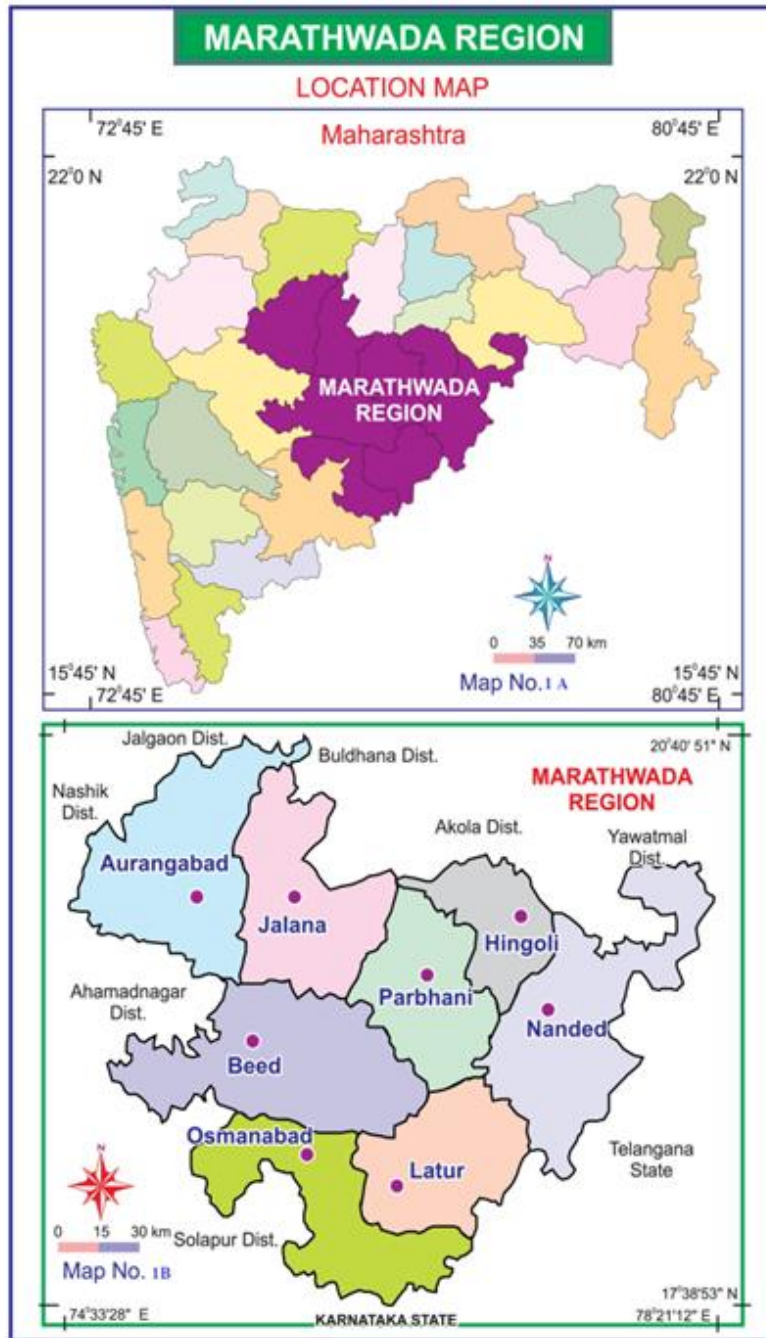 MARATHWADA REGION
LOCATION MAP
72°45' E
80°45' E
Maharashtra
22°0 N
22°0 N
MARATHWADA
REGION
N
0 35 70 km
15°45' N
15°45' N
Map No.1 A
72°45' E
80°45' E
Jalgaon Dist.
20°40' 51" N
Buldhana Dist.
Nashik
Dist.
MARATHWADA
REGION
Akola Dist.
Yawatmal
Dist.
Aurangabad
Jalana
Hingoli
Parbhani
Ahamadnagar
Dist.
Nanded
Beed
Osmanabad
Telangana
State
Latur
N
0 15 30 km
Solapur Dist.
Map No. 1B
17°38'53" N
74°33'28" E
KARNATAKA STATE
78°21'12" E